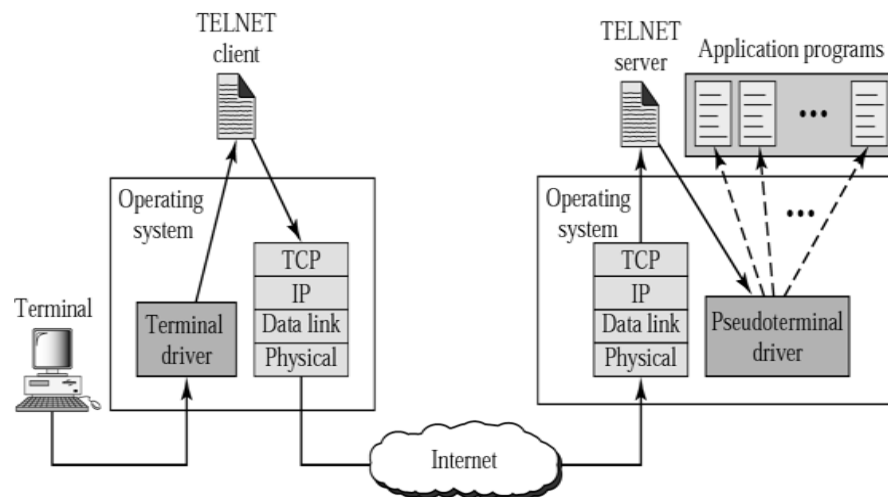 TELNET
client
Operating
system
TCP
IP
Data link
Physical
Terminal
driver
Terminal
Internet
TELNET
server
Application programs
•••
•••
Operating
system
TCP
IP
Data link
Physical
Pseudoterminal
driver